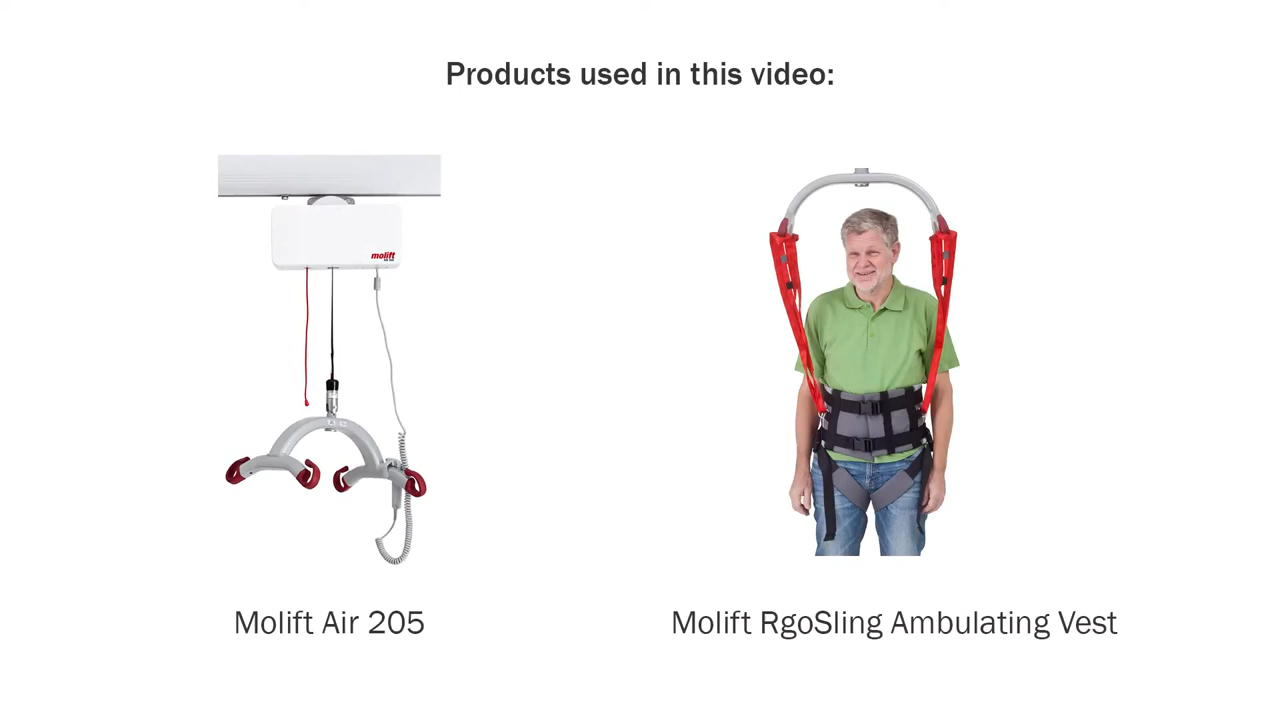 Products used in this video:
molift
Molift Air 205
Molift RgoSling Ambulating Vest